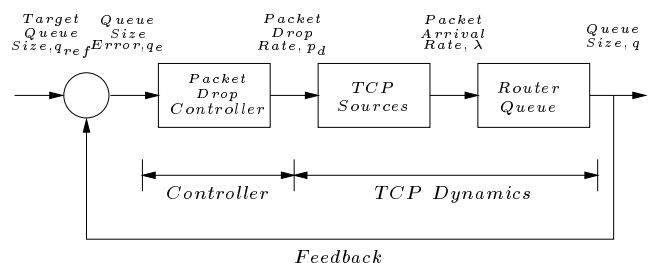 Target
Queue
Size, q_ref
Queue
Size
Error, q_e
Packet
Drop
Rate, p_d
Packet
Arrival
Rate, λ
Queue
Size, q
Packet
Drop
Controller
TCP
Sources
Router
Queue
Controller
TCP Dynamics
Feedback